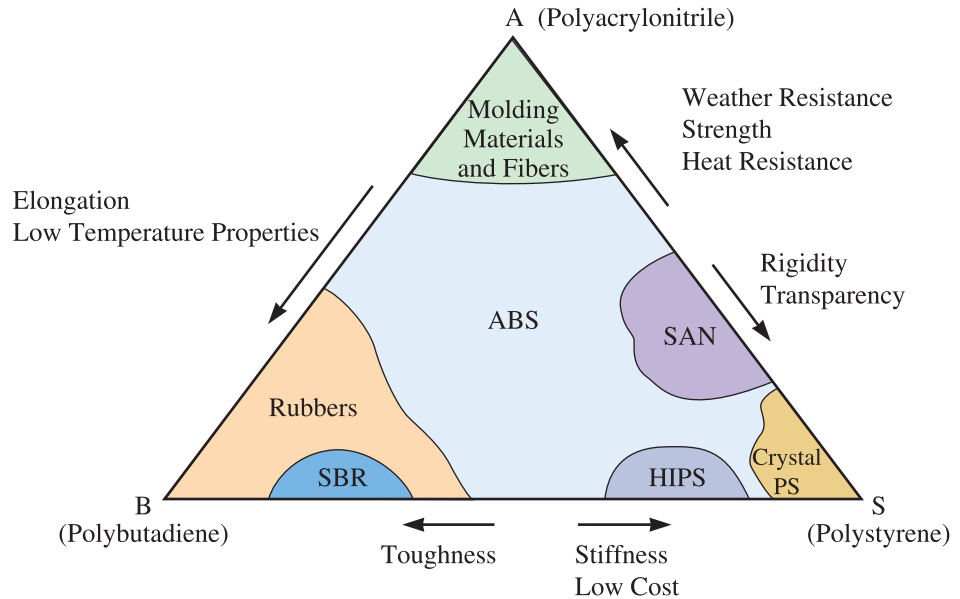 A (Polyacrylonitrile)
Molding
Materials
and Fibers
Weather Resistance
Strength
Heat Resistance
Elongation
Low Temperature Properties
Rigidity
Transparency
ABS
SAN
Rubbers
Crystal
PS
SBR
HIPS
B
(Polybutadiene)
S
(Polystyrene)
Toughness
Stiffness
Low Cost